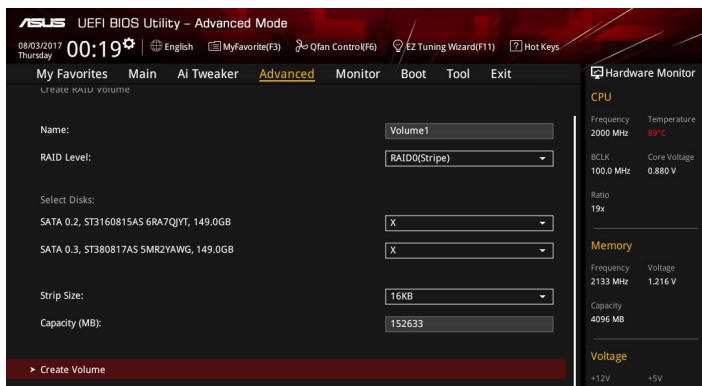 ASUS UEFI BIOS Utility – Advanced Mode
08/03/2017 Thursday 00:19 English MyFavorite(F3) Qfan Control(F6) EZ Tuning Wizard(F11) Hot Keys
My Favorites Main Ai Tweaker Advanced Monitor Boot Tool Exit
Create RAID Volume
Name: Volume1
RAID Level: RAID0(Stripe)
Select Disks:
SATA 0.2, ST3160815AS 6RA7QJYT, 149.0GB X
SATA 0.3, ST380817AS 5MR2YAWG, 149.0GB X
Strip Size: 16KB
Capacity (MB): 152633
> Create Volume
Hardware Monitor
CPU
Frequency Temperature
2000 MHz 89°C
BCLK Core Voltage
100.0 MHz 0.880 V
Ratio
19x
Memory
Frequency Voltage
2133 MHz 1.216 V
Capacity
4096 MB
Voltage
+12V +5V